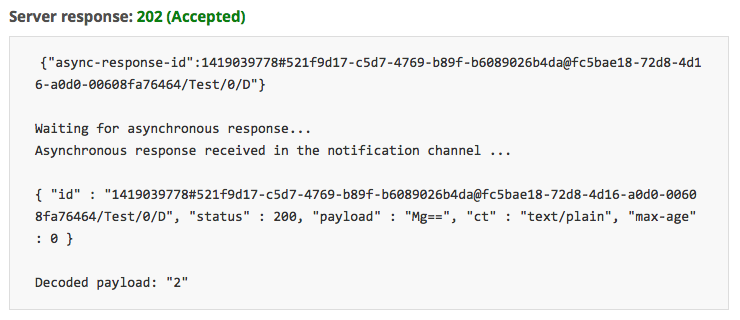 Server response: 202 (Accepted)
{"async-response-id":1419039778#521f9d17-c5d7-4769-b89f-b6089026b4da@fc5bae18-72d8-4d1
6-a0d0-00608fa76464/Test/0/D"}
Waiting for asynchronous response...
Asynchronous response received in the notification channel ...
{ "id" : "1419039778#521f9d17-c5d7-4769-b89f-b6089026b4da@fc5bae18-72d8-4d16-a0d0-0060
8fa76464/Test/0/D", "status" : 200, "payload" : "Mg==", "ct" : "text/plain", "max-age"
: 0 }
Decoded payload: "2"